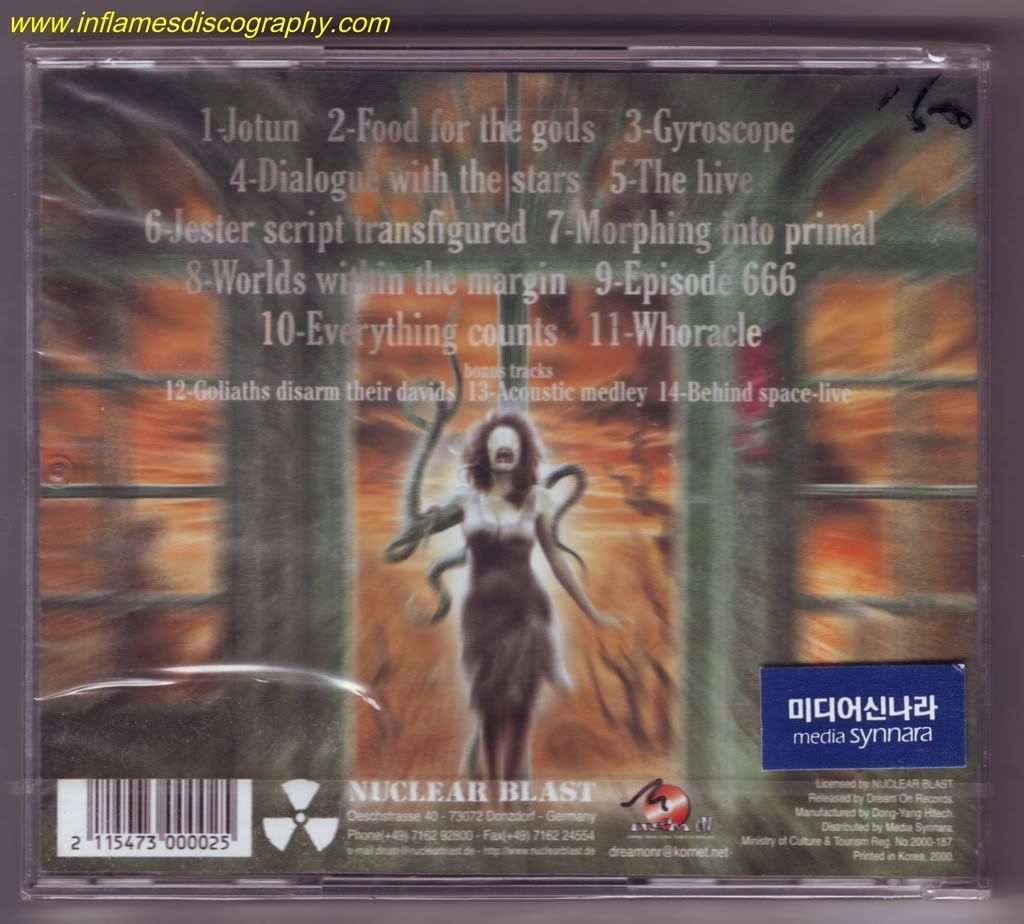 www.inflamesdiscography.com
1-Jotun 2-Food for the gods 3-Gyroscope
4-Dialogue with the stars 5-The hive
6-Jester script transfigured 7-Morphing into primal
8-Worlds within the margin 9-Episode 666
10-Everything counts 11-Whoracle
bonus tracks
12-Goliaths disarm their davids 13-Acoustic medley 14-Behind space-live
미디어신나라
media synnara
2 115473 000025
NUCLEAR BLAST
Oeschstrasse 40 - 73072 Donzdorf - Germany
Phone(+49) 7162 92800 - Fax(+49) 7162 24554
http://www.nuclearblast.de
dreamonr@kornet.net
Licensed by NUCLEAR BLAST.
Released by Dream On Records.
Manufactured by Dong-Yang Hitech.
Distributed by Media Synnara.
Ministry of Culture & Tourism Reg. No.2000-187.
Printed in Korea, 2000.